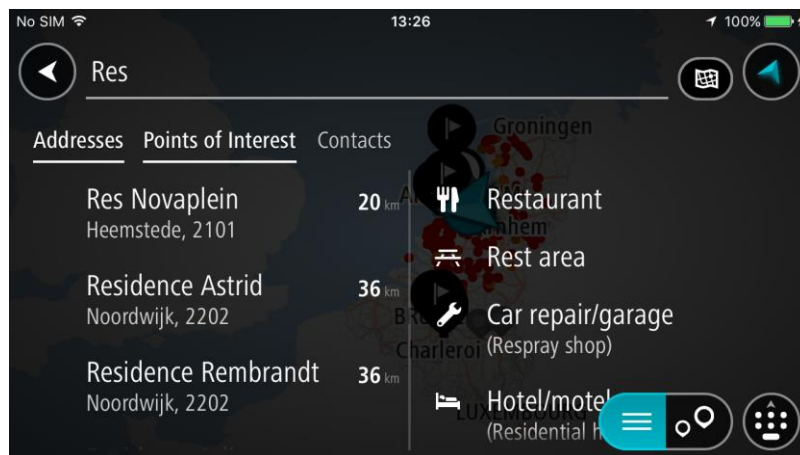 No SIM 13:26 100%
Res
Addresses Points of Interest Contacts
Res Novaplein 20 km
Heemstede, 2101
Residence Astrid 36 km
Noordwijk, 2202
Residence Rembrandt 36 km
Noordwijk, 2202
Restaurant
Rest area
Car repair/garage
(Respray shop)
Hotel/motel
(Residential h
Groningen
nhem
Charleroi
LUXEMBOURG